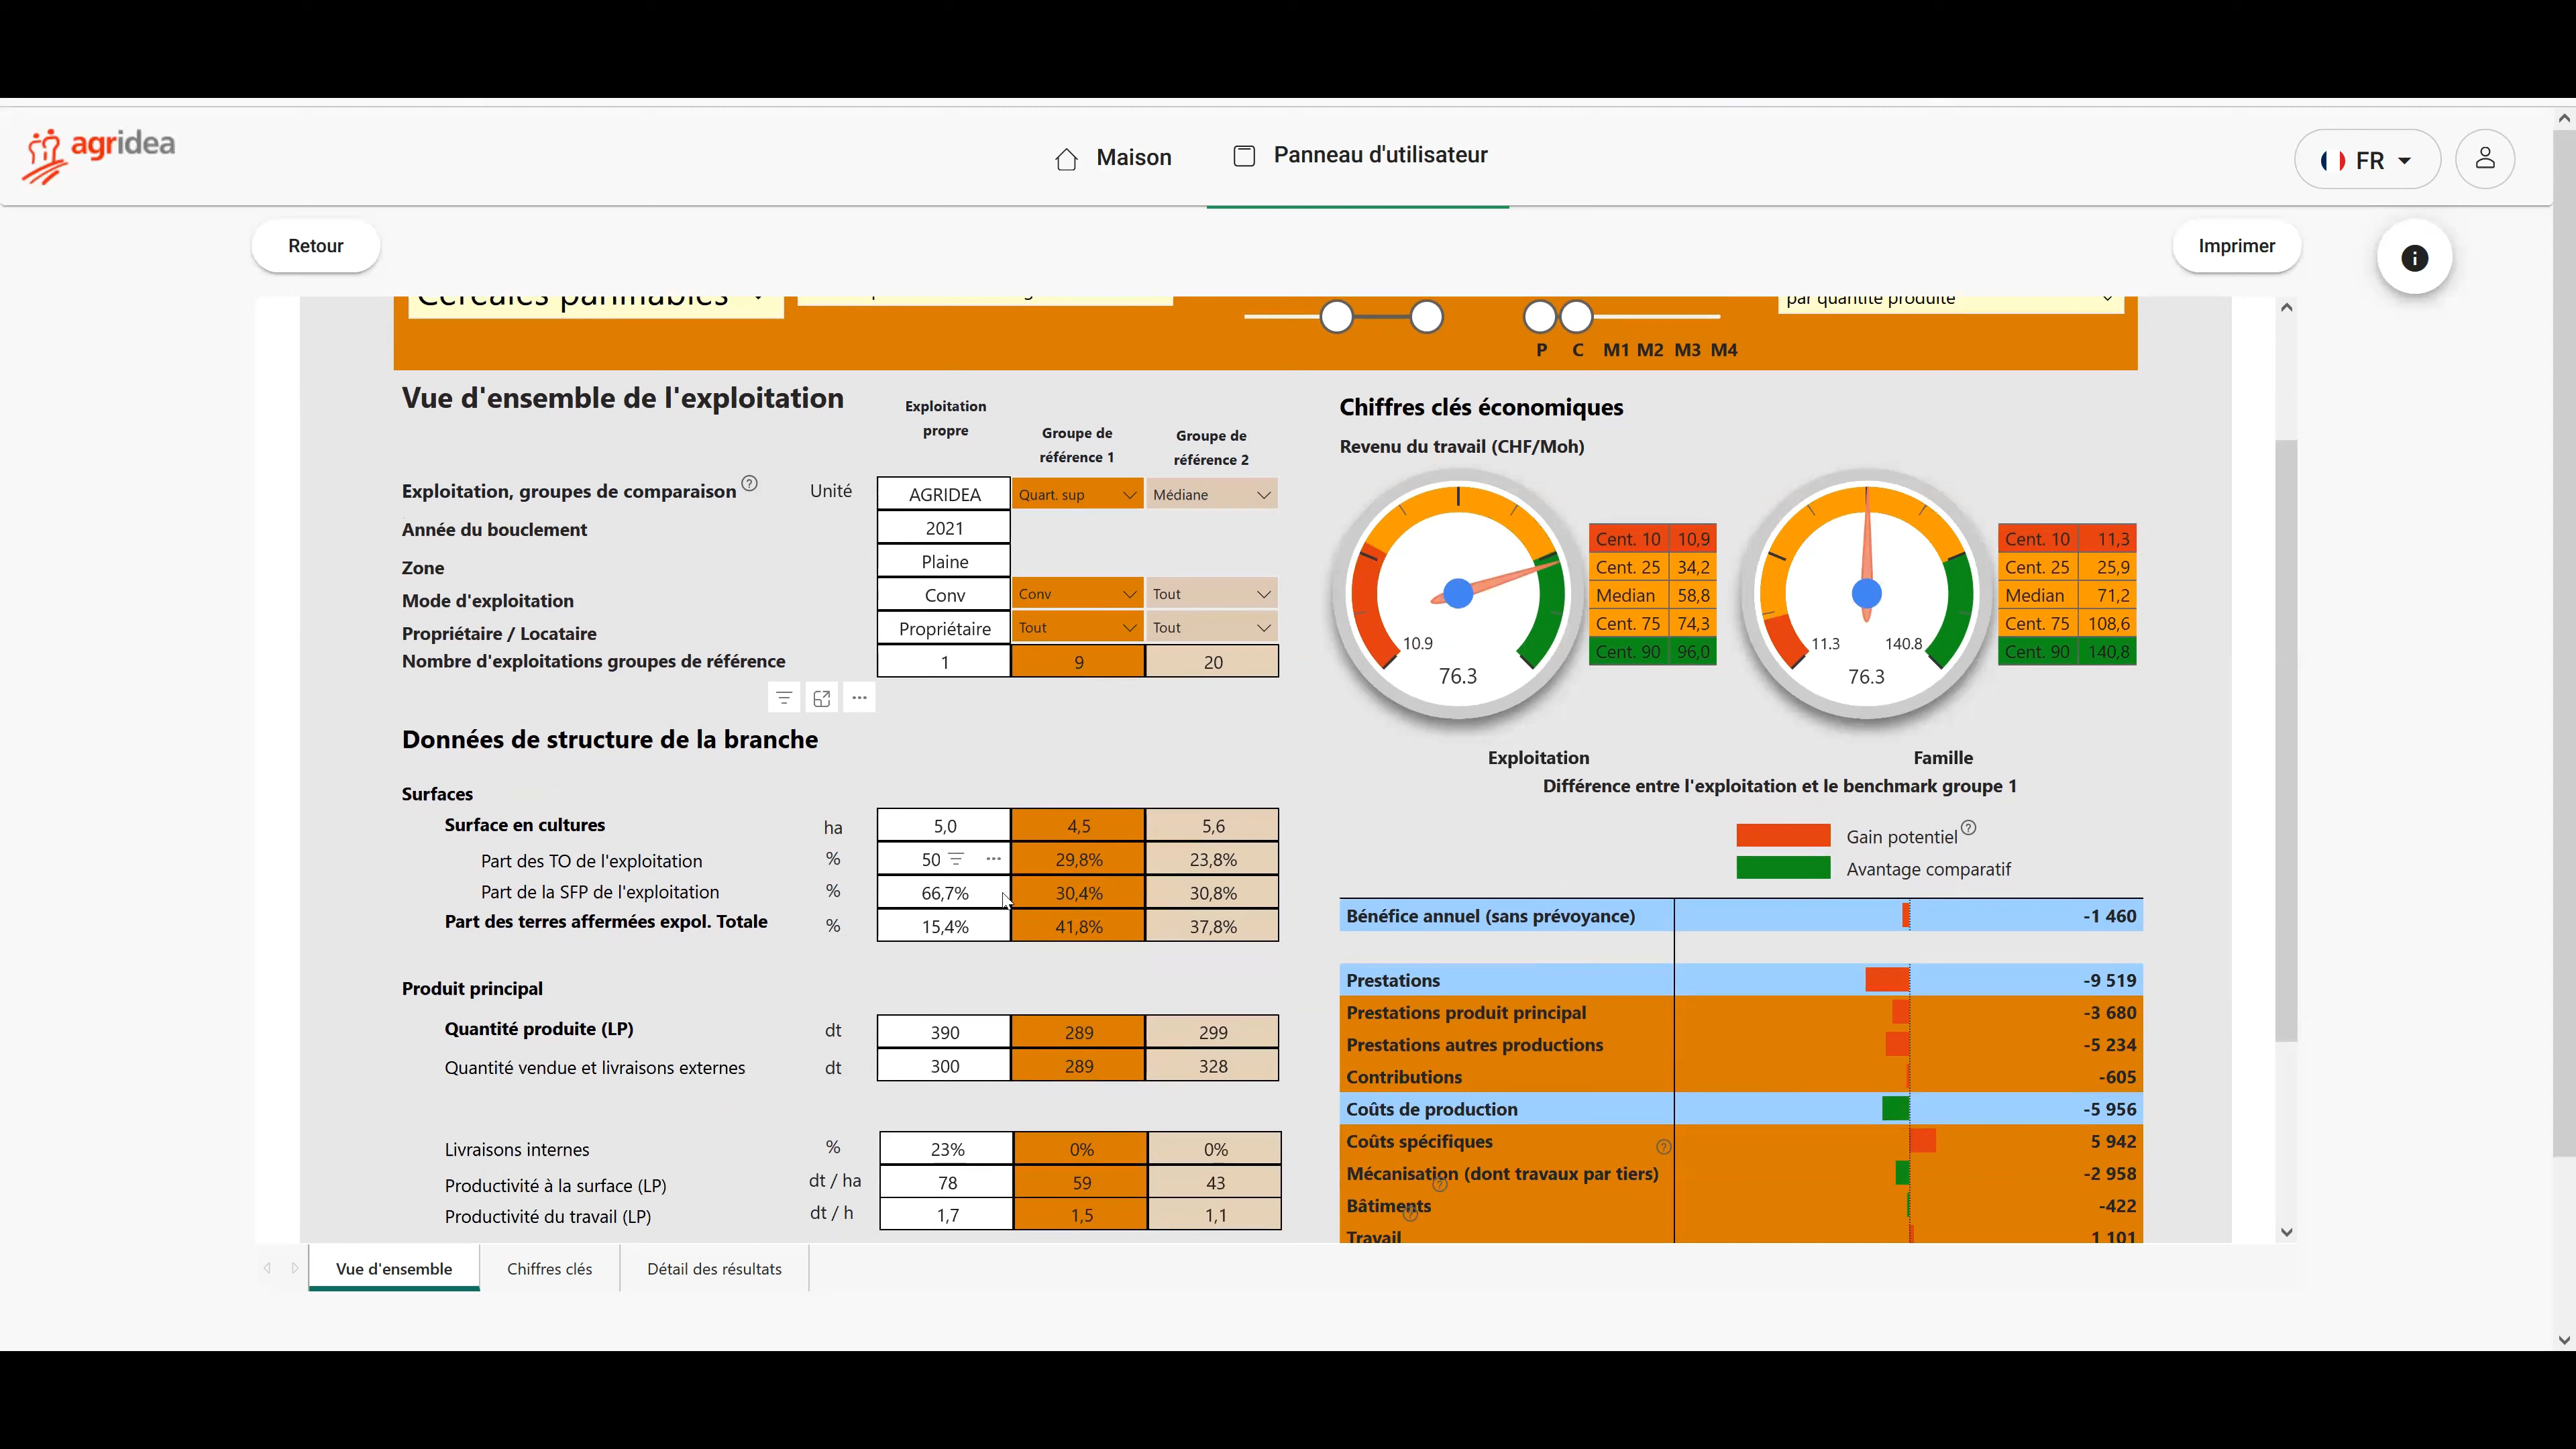 agridea
Maison
Panneau d'utilisateur
FR
Retour
Imprimer
Céréales panifiables
par quantité produite
P C M1 M2 M3 M4
Vue d'ensemble de l'exploitation
Exploitation propre
Groupe de référence 1
Groupe de référence 2
Exploitation, groupes de comparaison ? Unité AGRIDEA Quart. sup Médiane
Année du bouclement 2021
Zone Plaine
Mode d'exploitation Conv Conv Tout
Propriétaire / Locataire Propriétaire Tout Tout
Nombre d'exploitations groupes de référence 1 9 20
Données de structure de la branche
Surfaces
Surface en cultures ha 5,0 4,5 5,6
Part des TO de l'exploitation % 50 29,8% 23,8%
Part de la SFP de l'exploitation % 66,7% 30,4% 30,8%
Part des terres affermées expol. Totale % 15,4% 41,8% 37,8%
Produit principal
Quantité produite (LP) dt 390 289 299
Quantité vendue et livraisons externes dt 300 289 328
Livraisons internes % 23% 0% 0%
Productivité à la surface (LP) dt / ha 78 59 43
Productivité du travail (LP) dt / h 1,7 1,5 1,1
Chiffres clés économiques
Revenu du travail (CHF/Moh)
10.9
76.3
Cent. 10 10,9
Cent. 25 34,2
Median 58,8
Cent. 75 74,3
Cent. 90 96,0
11.3 140.8
76.3
Cent. 10 11,3
Cent. 25 25,9
Median 71,2
Cent. 75 108,6
Cent. 90 140,8
Exploitation Famille
Différence entre l'exploitation et le benchmark groupe 1
Gain potentiel ?
Avantage comparatif
Bénéfice annuel (sans prévoyance) -1 460
Prestations -9 519
Prestations produit principal -3 680
Prestations autres productions -5 234
Contributions -605
Coûts de production -5 956
Coûts spécifiques ? 5 942
Mécanisation (dont travaux par tiers) -2 958
Bâtiments -422
Travail 1 101
Vue d'ensemble
Chiffres clés
Détail des résultats